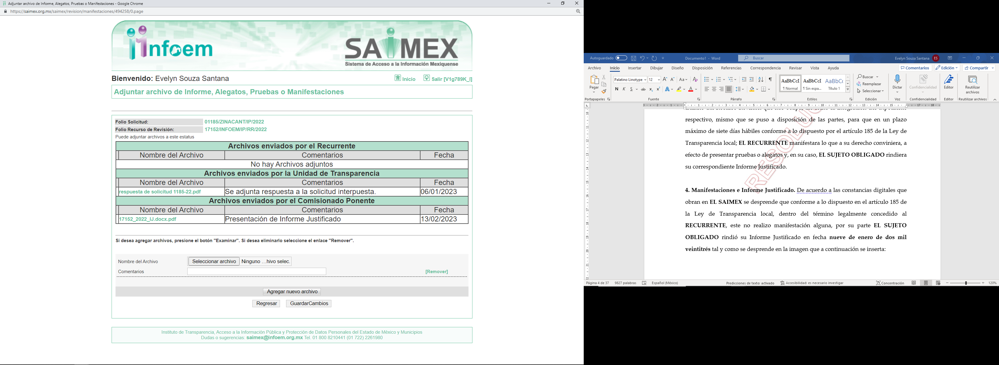 Adjuntar archivo de Informe, Alegatos, Pruebas o Manifestaciones - Google Chrome
https://saimex.org.mx/saimex/revision/manifestaciones/494258/0.page
infoem
SAIMEX
Sistema de Acceso a la Información Mexiquense
Bienvenido: Evelyn Souza Santana
Inicio
Salir [V1g789K_I]
Adjuntar archivo de Informe, Alegatos, Pruebas o Manifestaciones
Folio Solicitud: 01185/ZINACANT/IP/2022
Folio Recurso de Revisión: 17152/INFOEM/IP/RR/2022
Puede adjuntar archivos a este estatus
Archivos enviados por el Recurrente
Nombre del Archivo Comentarios Fecha
No hay Archivos adjuntos
Archivos enviados por la Unidad de Transparencia
Nombre del Archivo Comentarios Fecha
respuesta de solicitud 1185-22.pdf Se adjunta respuesta a la solicitud interpuesta. 06/01/2023
Archivos enviados por el Comisionado Ponente
Nombre del Archivo Comentarios Fecha
17152_2022_IJ.docx.pdf Presentación de Informe Justificado 13/02/2023
Si desea agregar archivos, presione el botón "Examinar". Si desea eliminarlo seleccione el enlace "Remover".
Nombre del Archivo Seleccionar archivo Ninguno ...hivo selec.
Comentarios [Remover]
Agregar nuevo archivo
Regresar GuardarCambios
Instituto de Transparencia, Acceso a la Información Pública y Protección de Datos Personales del Estado de México y Municipios
Dudas o sugerencias: saimex@infoem.org.mx Tel. 01 800 8210441 (01 722) 2261980
Autoguardado Documento1 - Word Buscar Evelyn Souza Santana ES
Archivo Inicio Insertar Dibujar Diseño Disposición Referencias Correspondencia Revisar Vista Ayuda Comentarios Edición Compartir
Pegar
Palatino Linotype 12
N K S ab x₂ x²
AaBbCcI AaBbCcI AaBbCc
¶ Normal ¶ Sin espa... Título 1
Buscar
Reemplazar
Seleccionar
Dictar Confidencialidad Editor Reutilizar archivos
Portapapeles Fuente Párrafo Estilos Edición Voz Confidencialidad Editor Reutilizar archivos
respectivo, mismo que se puso a disposición de las partes, para que en un plazo
máximo de siete días hábiles conforme a lo dispuesto por el artículo 185 de la Ley de
Transparencia local; EL RECURRENTE manifestara lo que a su derecho conviniera, a
efecto de presentar pruebas o alegatos y, en su caso, EL SUJETO OBLIGADO rindiera
su correspondiente Informe Justificado.
4. Manifestaciones e Informe Justificado. De acuerdo a las constancias digitales que
obran en EL SAIMEX se desprende que conforme a lo dispuesto en el artículo 185 de
la Ley de Transparencia local, dentro del término legalmente concedido al
RECURRENTE, este no realizo manifestación alguna, por su parte EL SUJETO
OBLIGADO rindió su Informe Justificado en fecha nueve de enero de dos mil
veintitrés tal y como se desprende en la imagen que a continuación se inserta:
RESOLUC
Página 4 de 37 9827 palabras Español (México) Predicciones de texto: activado Accesibilidad: es necesario investigar Concentración 120%